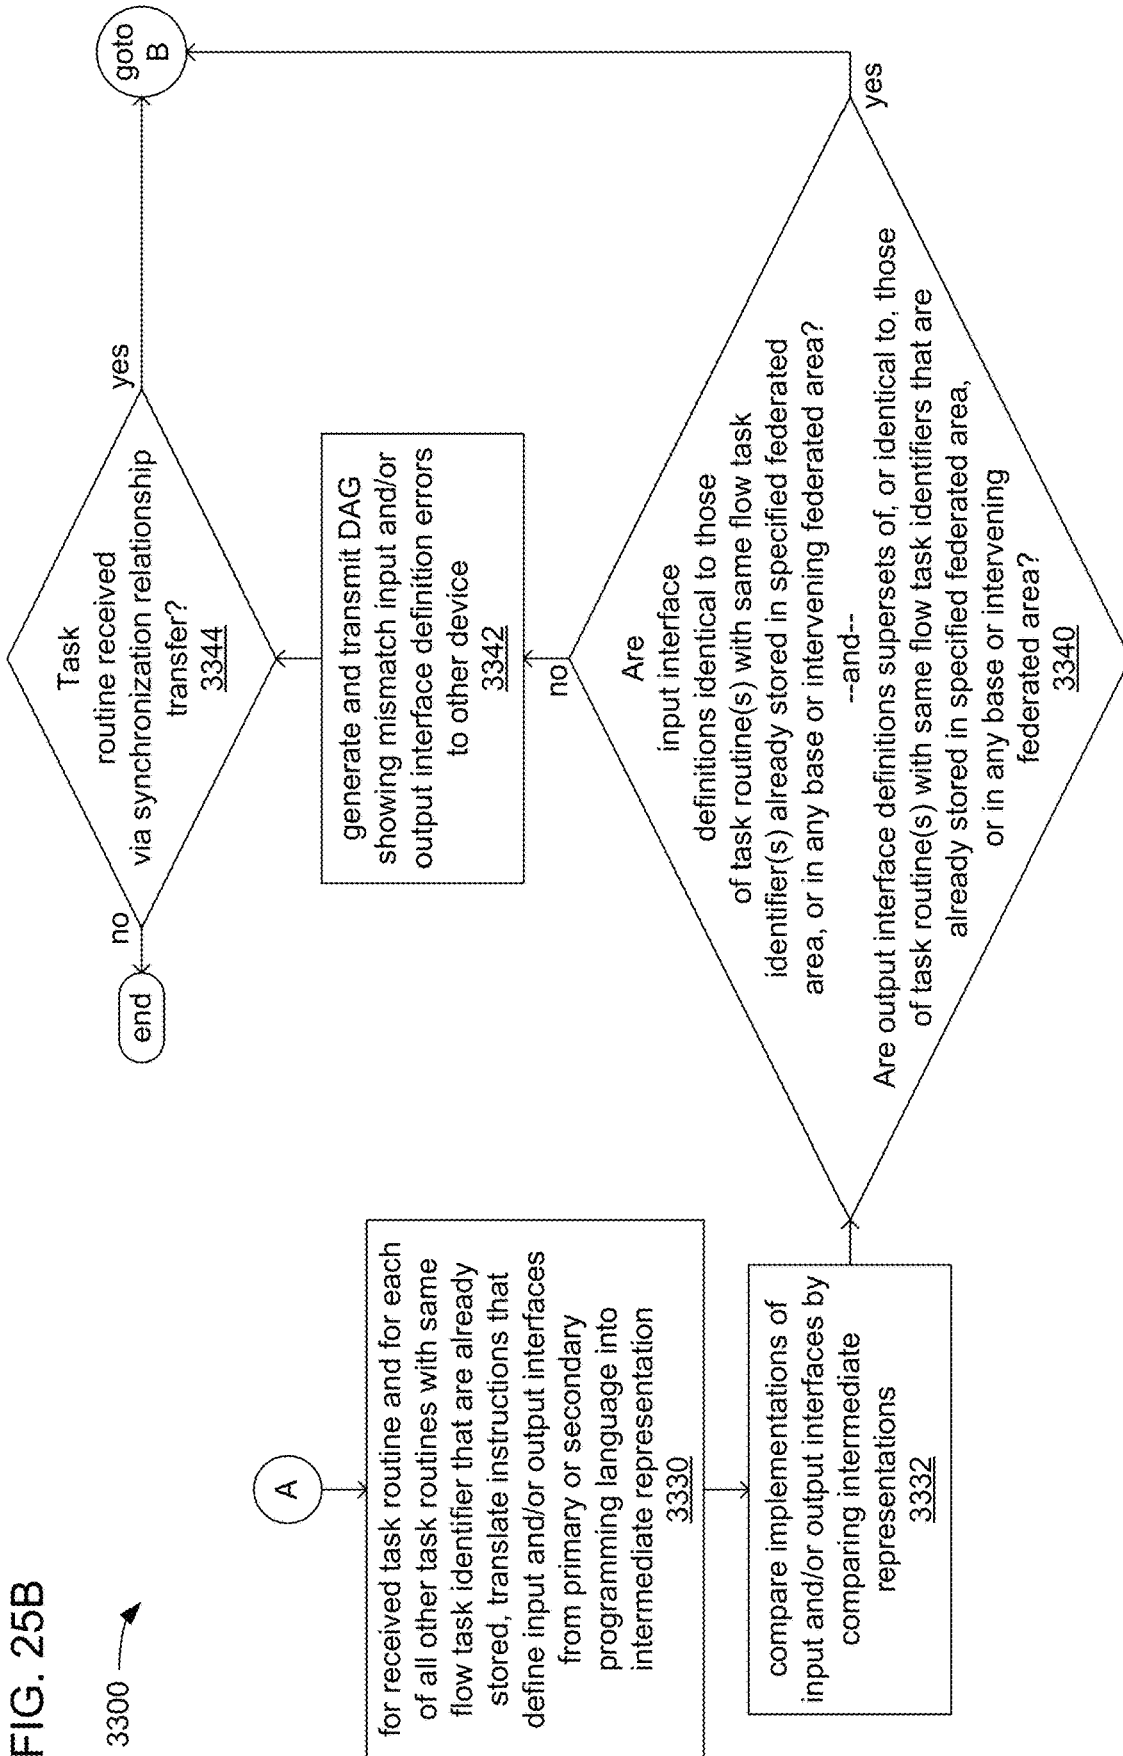 FIG. 25B
3300
A
for received task routine and for each
of all other task routines with same
flow task identifier that are already
stored, translate instructions that
define input and/or output interfaces
from primary or secondary
programming language into
intermediate representation
3330
compare implementations of
input and/or output interfaces by
comparing intermediate
representations
3332
Are
input interface
definitions identical to those
of task routine(s) with same flow task
identifier(s) already stored in specified federated
area, or in any base or intervening federated area?
--and--
Are output interface definitions supersets of, or identical to, those
of task routine(s) with same flow task identifiers that are
already stored in specified federated area,
or in any base or intervening
federated area?
3340
no
yes
generate and transmit DAG
showing mismatch input and/or
output interface definition errors
to other device
3342
Task
routine received
via synchronization relationship
transfer?
3344
no
yes
end
goto
B